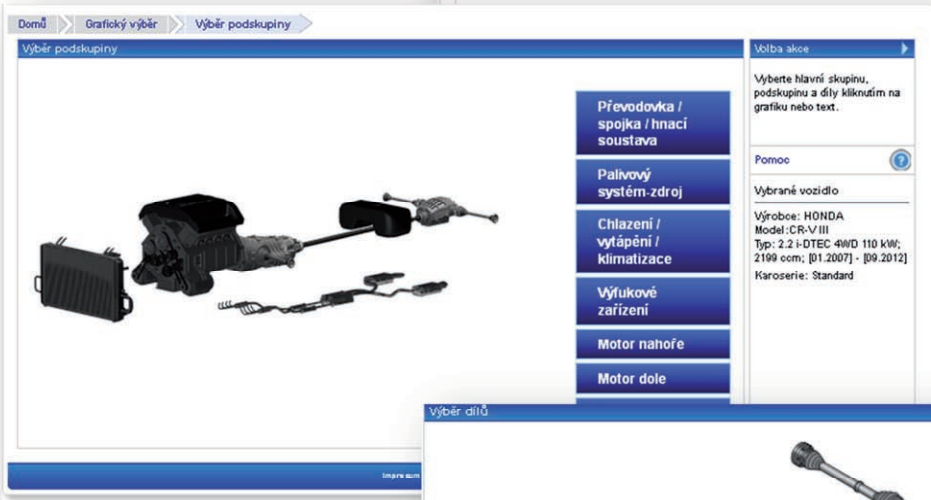 Domů
Grafický výběr
Výběr podskupiny
Výběr podskupiny
Převodovka /
spojka / hnací
soustava
Palivový
systém-zdroj
Chlazení /
vytápění /
klimatizace
Výfukové
zařízení
Motor nahoře
Motor dole
Volba akce
Vyberte hlavní skupinu,
podskupinu a díly kliknutím na
grafiku nebo text.
Pomoc
?
Vybrané vozidlo
Výrobce: HONDA
Model:CR-V III
Typ: 2.2 i-DTEC 4WD 110 kW;
2199 ccm; [01.2007] - [09.2012]
Karoserie: Standard
Impressum
Výběr dílů